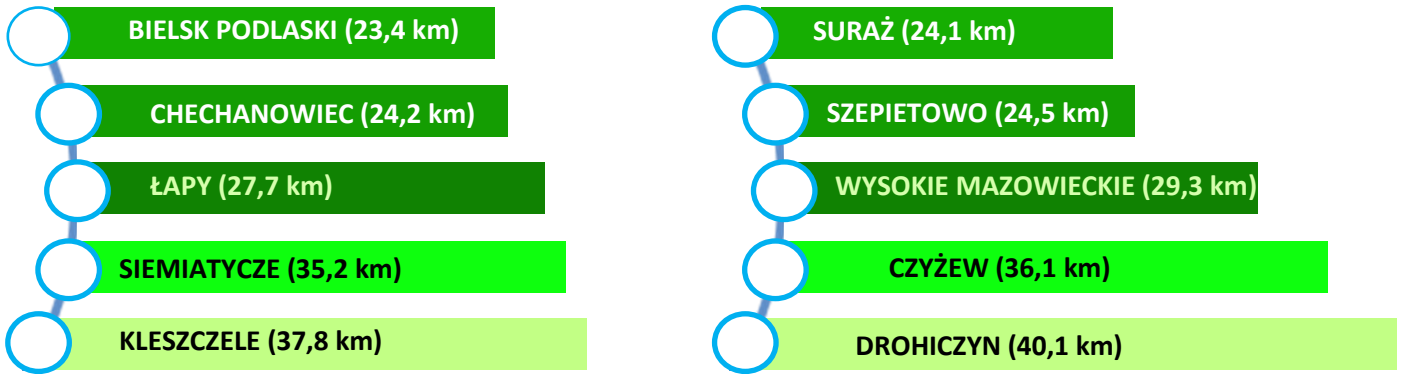 BIELSK PODLASKI (23,4 km)
CHECHANOWIEC (24,2 km)
ŁAPY (27,7 km)
SIEMIATYCZE (35,2 km)
KLESZCZELE (37,8 km)
SURAŻ (24,1 km)
SZEPIETOWO (24,5 km)
WYSOKIE MAZOWIECKIE (29,3 km)
CZYŻEW (36,1 km)
DROHICZYN (40,1 km)